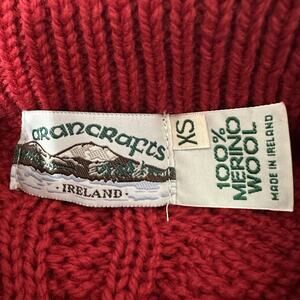 arancrafts
· IRELAND ·
XS
100%
MERINO
WOOL
MADE IN IRELAND